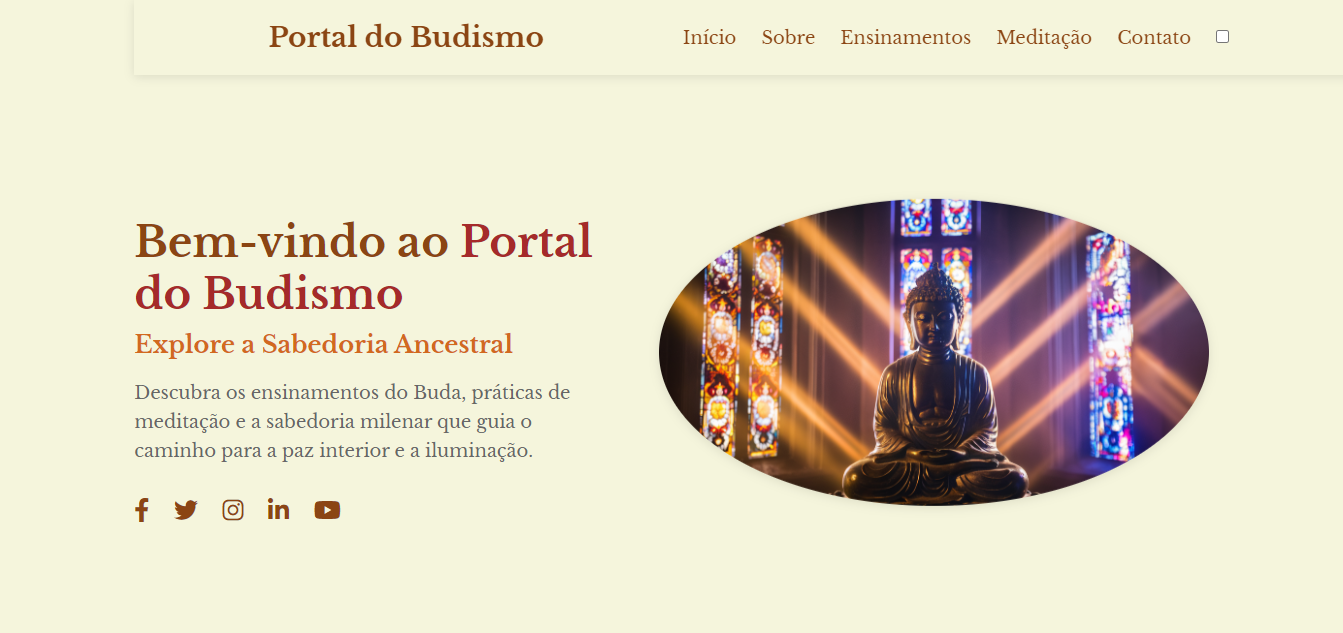 Portal do Budismo
Início Sobre Ensinamentos Meditação Contato
Bem-vindo ao Portal
do Budismo
Explore a Sabedoria Ancestral
Descubra os ensinamentos do Buda, práticas de
meditação e a sabedoria milenar que guia o
caminho para a paz interior e a iluminação.